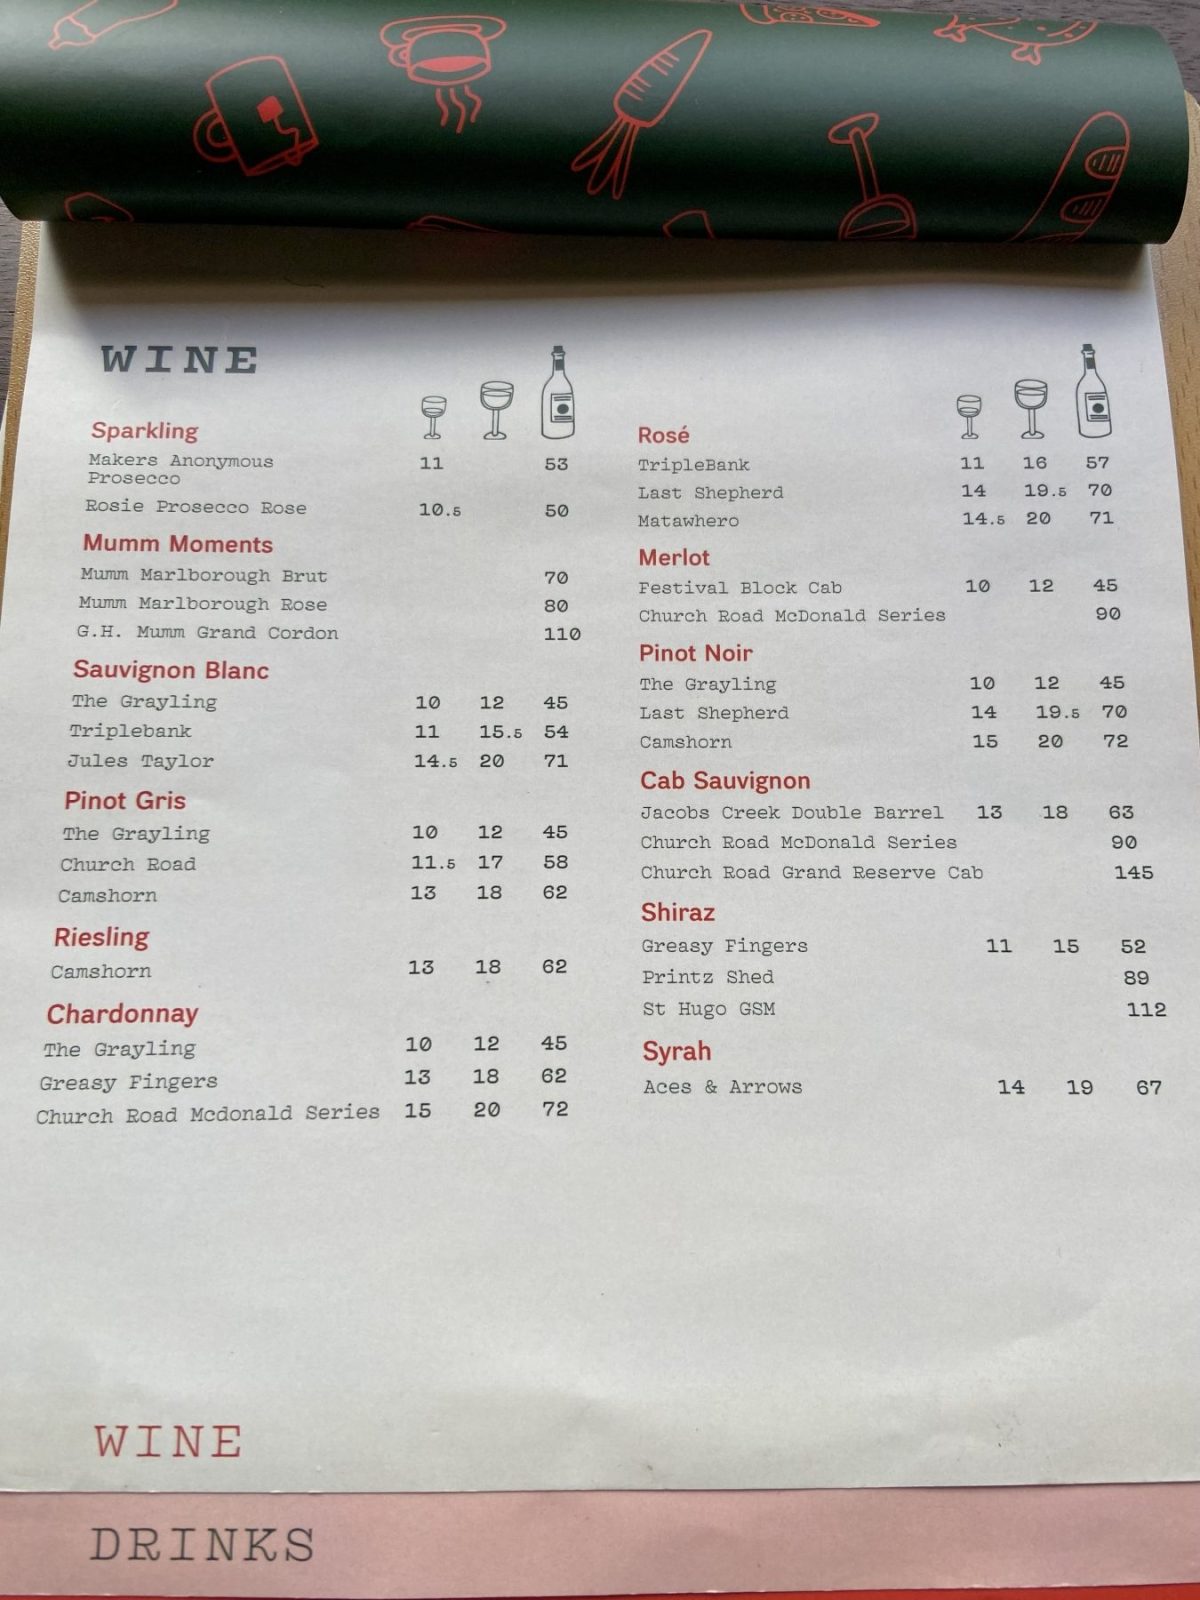 WINE
Sparkling
Makers Anonymous 11 53
Prosecco
Rosie Prosecco Rose 10.5 50
Mumm Moments
Mumm Marlborough Brut 70
Mumm Marlborough Rose 80
G.H. Mumm Grand Cordon 110
Sauvignon Blanc
The Grayling 10 12 45
Triplebank 11 15.5 54
Jules Taylor 14.5 20 71
Pinot Gris
The Grayling 10 12 45
Church Road 11.5 17 58
Camshorn 13 18 62
Riesling
Camshorn 13 18 62
Chardonnay
The Grayling 10 12 45
Greasy Fingers 13 18 62
Church Road Mcdonald Series 15 20 72
Rosé
TripleBank 11 16 57
Last Shepherd 14 19.5 70
Matawhero 14.5 20 71
Merlot
Festival Block Cab 10 12 45
Church Road McDonald Series 90
Pinot Noir
The Grayling 10 12 45
Last Shepherd 14 19.5 70
Camshorn 15 20 72
Cab Sauvignon
Jacobs Creek Double Barrel 13 18 63
Church Road McDonald Series 90
Church Road Grand Reserve Cab 145
Shiraz
Greasy Fingers 11 15 52
Printz Shed 89
St Hugo GSM 112
Syrah
Aces & Arrows 14 19 67
WINE
DRINKS